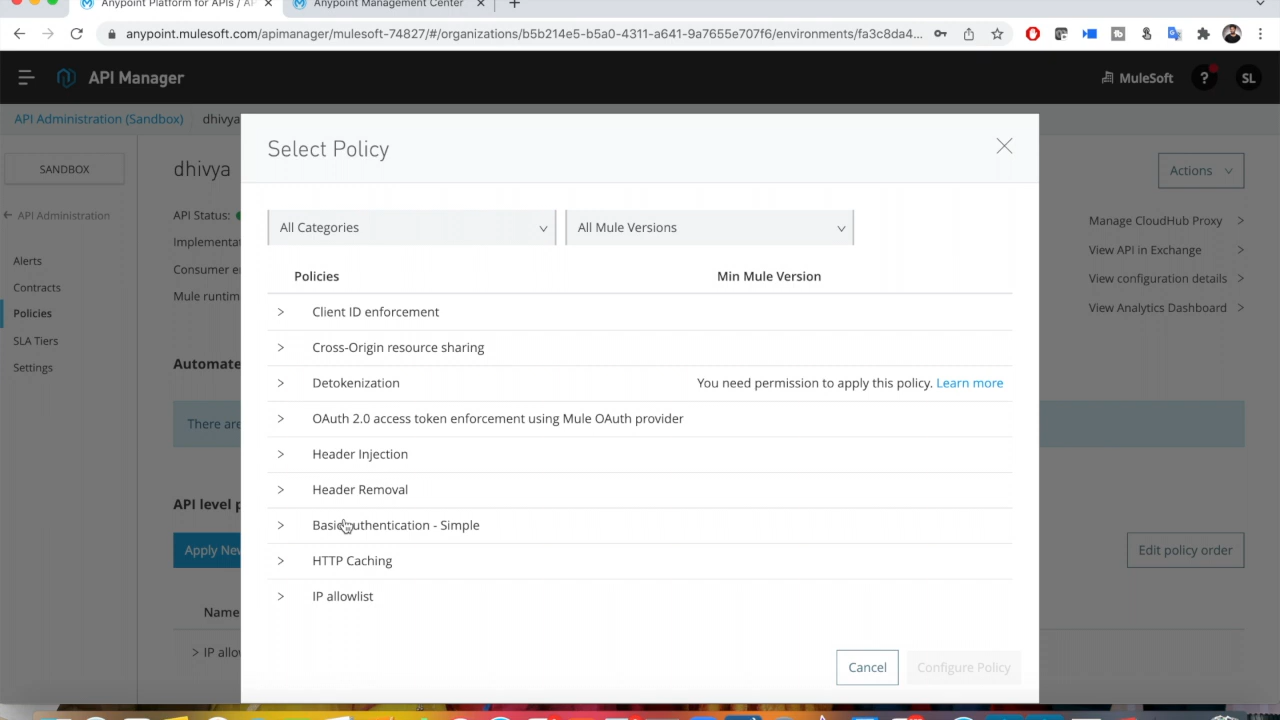 Anypoint Platform for APIs / AP
Anypoint Management Center
anypoint.mulesoft.com/apimanager/mulesoft-74827/#/organizations/b5b214e5-b5a0-4311-a641-9a7655e707f6/environments/fa3c8da4...
API Manager
MuleSoft
?
SL
API Administration (Sandbox)
dhivya
SANDBOX
API Administration
Alerts
Contracts
Policies
SLA Tiers
Settings
dhivya
Actions
API Status:
Implementa
Consumer e
Mule runtim
Manage CloudHub Proxy
View API in Exchange
View configuration details
View Analytics Dashboard
Automate
There are
API level p
Apply New
Edit policy order
Name
IP allo
Select Policy
All Categories
All Mule Versions
Policies
Min Mule Version
Client ID enforcement
Cross-Origin resource sharing
Detokenization
You need permission to apply this policy. Learn more
OAuth 2.0 access token enforcement using Mule OAuth provider
Header Injection
Header Removal
Basic Authentication - Simple
HTTP Caching
IP allowlist
Cancel
Configure Policy